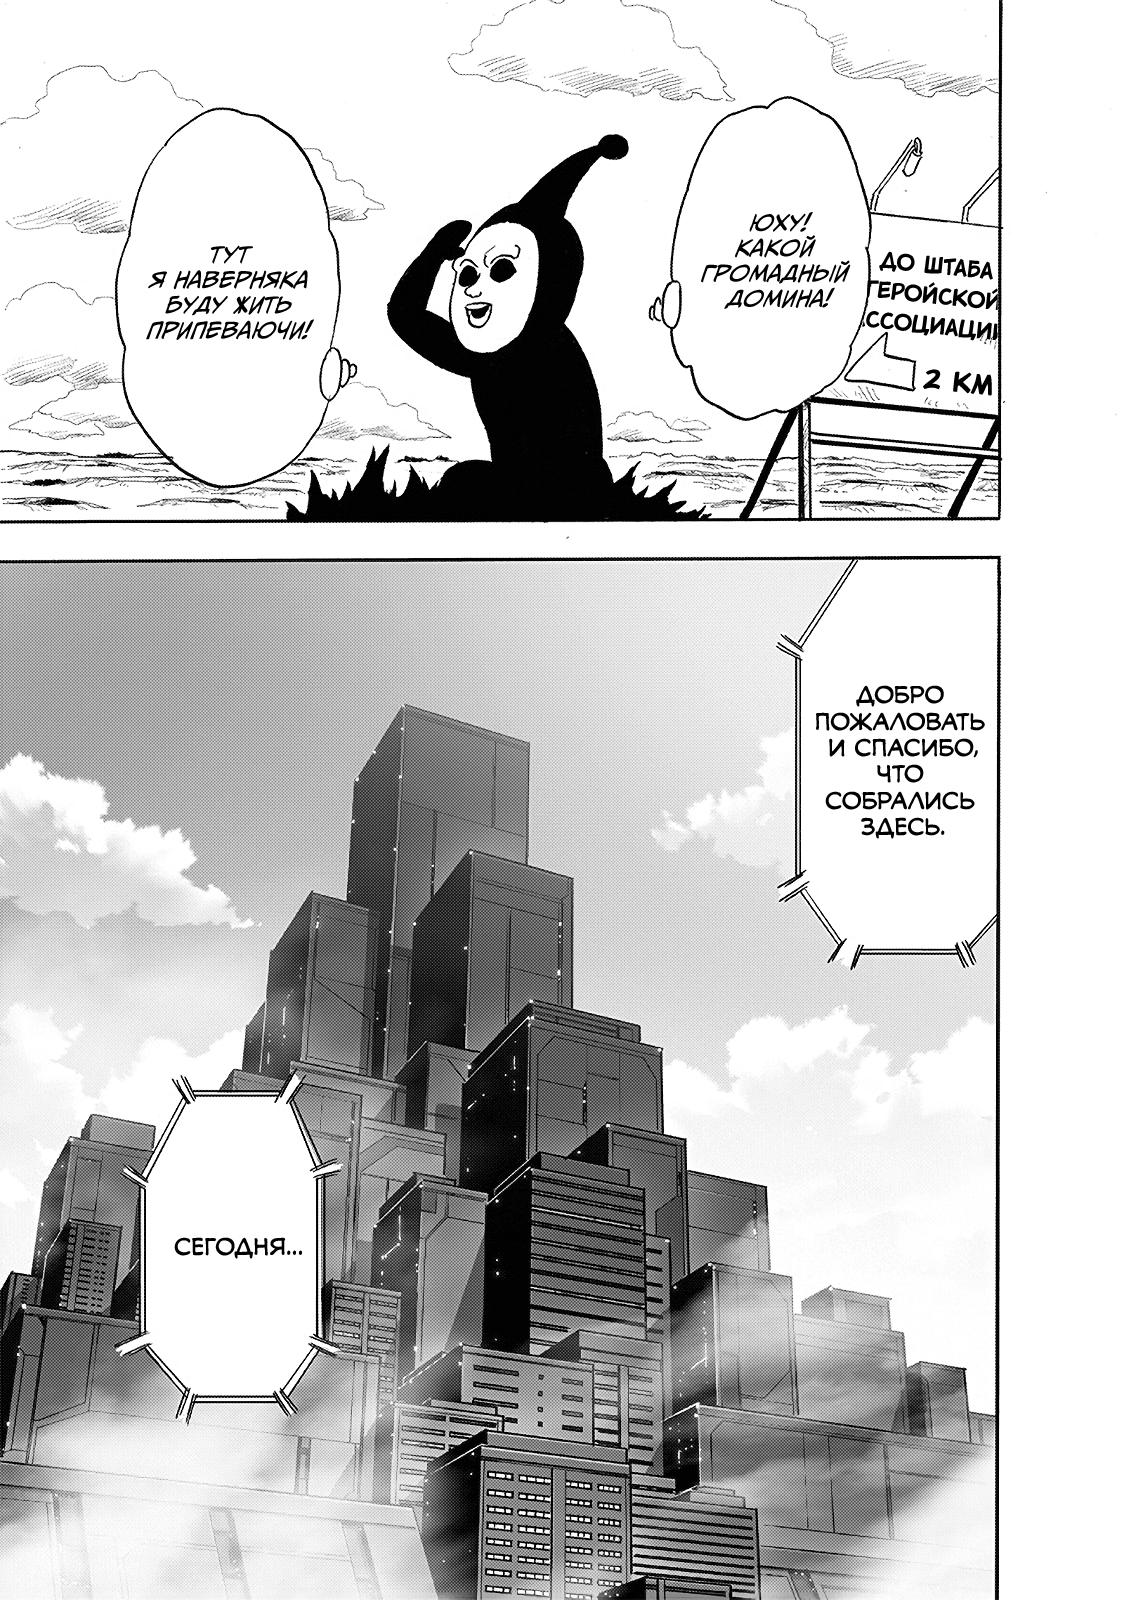 ЮХУ!
КАКОЙ
ГРОМАДНЫЙ
ДОМИНА!
ДО ШТАБА
ГЕРОЙСКОЙ
АССОЦИАЦИИ
2 КМ
ТУТ
Я НАВЕРНЯКА
БУДУ ЖИТЬ
ПРИПЕВАЮЧИ!
ДОБРО
ПОЖАЛОВАТЬ
И СПАСИБО,
ЧТО
СОБРАЛИСЬ
ЗДЕСЬ.
СЕГОДНЯ...